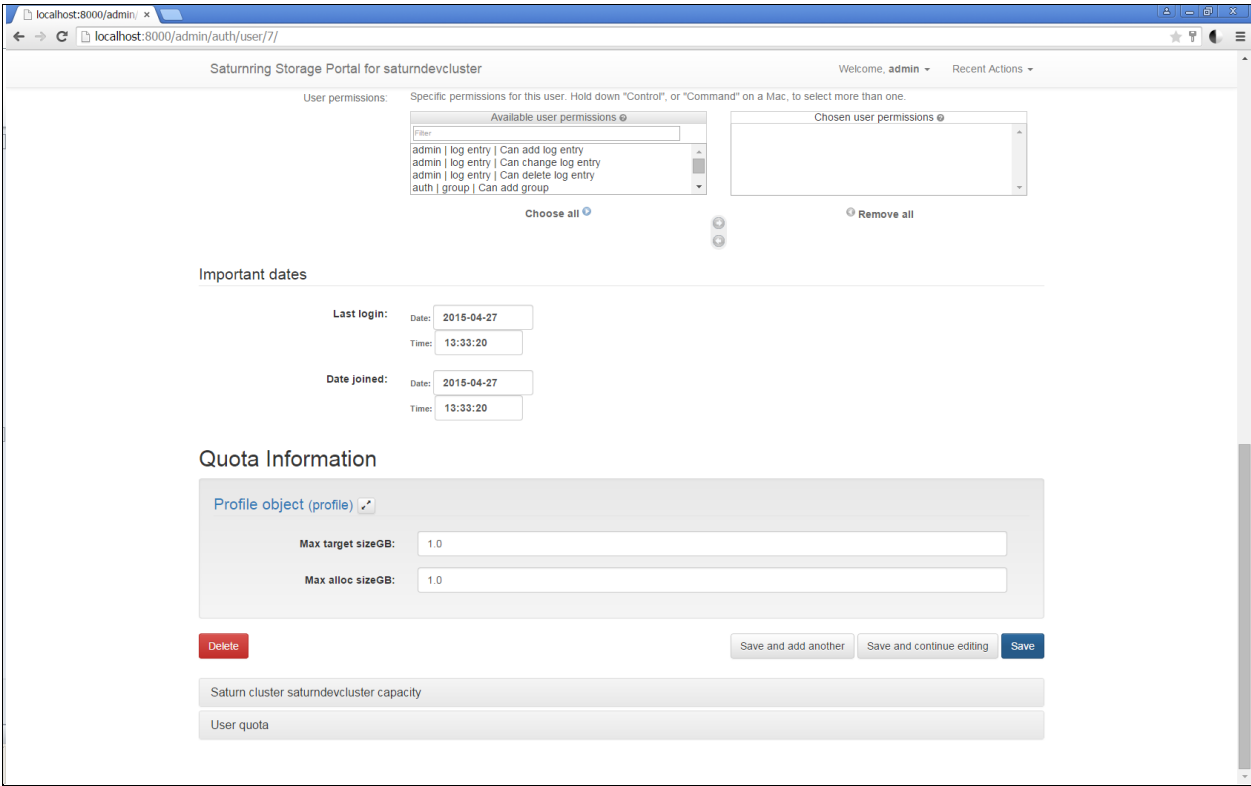 localhost:8000/admin/
localhost:8000/admin/auth/user/7/
Saturnring Storage Portal for saturndevcluster
Welcome, admin
Recent Actions
User permissions:
Specific permissions for this user. Hold down "Control", or "Command" on a Mac, to select more than one.
Available user permissions
Filter
admin | log entry | Can add log entry
admin | log entry | Can change log entry
admin | log entry | Can delete log entry
auth | group | Can add group
Choose all
Chosen user permissions
Remove all
Important dates
Last login:
Date: 2015-04-27
Time: 13:33:20
Date joined:
Date: 2015-04-27
Time: 13:33:20
Quota Information
Profile object (profile)
Max target sizeGB: 1.0
Max alloc sizeGB: 1.0
Delete
Save and add another
Save and continue editing
Save
Saturn cluster saturndevcluster capacity
User quota